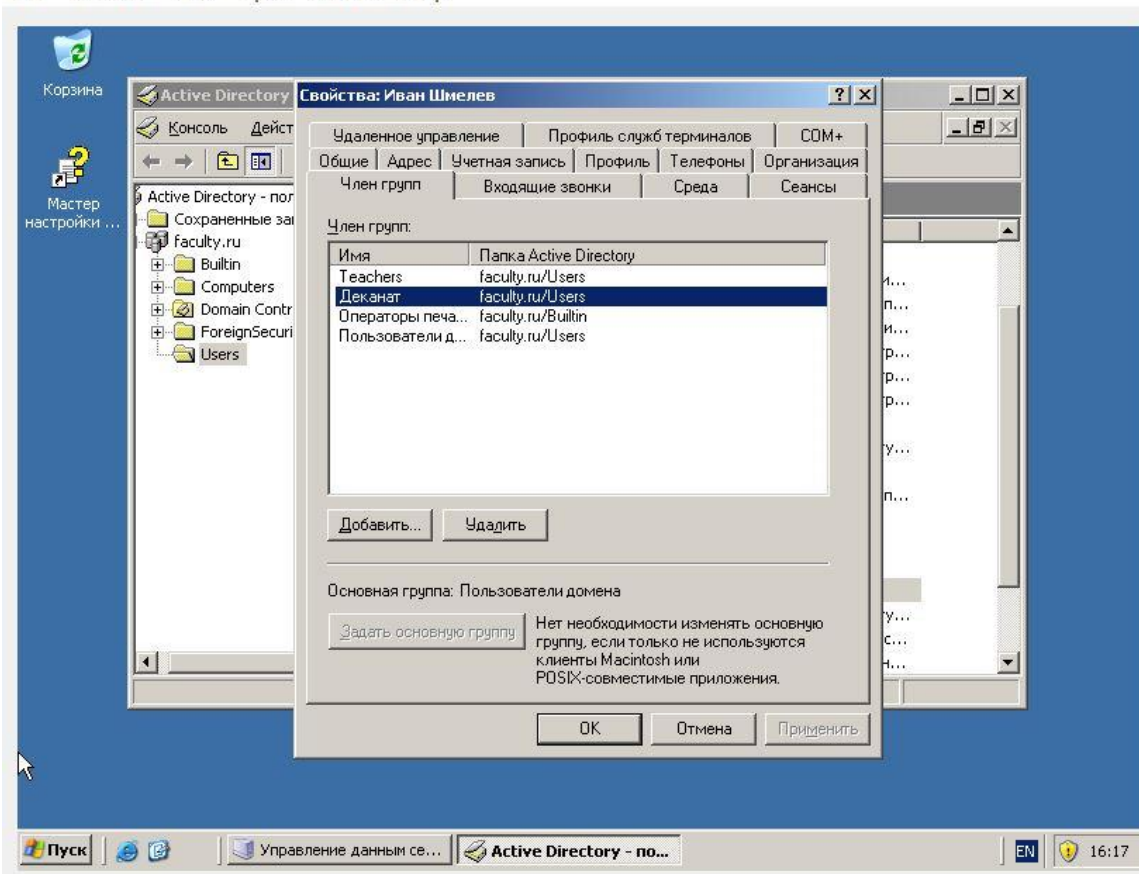 Корзина
Мастер
настройки ...
Active Directory
Консоль Дейст
Active Directory - пол
Сохраненные за
faculty.ru
Builtin
Computers
Domain Contr
ForeignSecuri
Users
Свойства: Иван Шмелев
Удаленное управление Профиль служб терминалов COM+
Общие Адрес Учетная запись Профиль Телефоны Организация
Член групп Входящие звонки Среда Сеансы
Член групп:
Имя Папка Active Directory
Teachers faculty.ru/Users
Деканат faculty.ru/Users
Операторы печа... faculty.ru/Builtin
Пользователи д... faculty.ru/Users
Добавить... Удалить
Основная группа: Пользователи домена
Задать основную группу
Нет необходимости изменять основную
группу, если только не используются
клиенты Macintosh или
POSIX-совместимые приложения.
OK Отмена Применить
и...
п...
и...
р...
р...
р...
у...
п...
у...
с...
н...
Пуск Управление данным се... Active Directory - по... EN 16:17